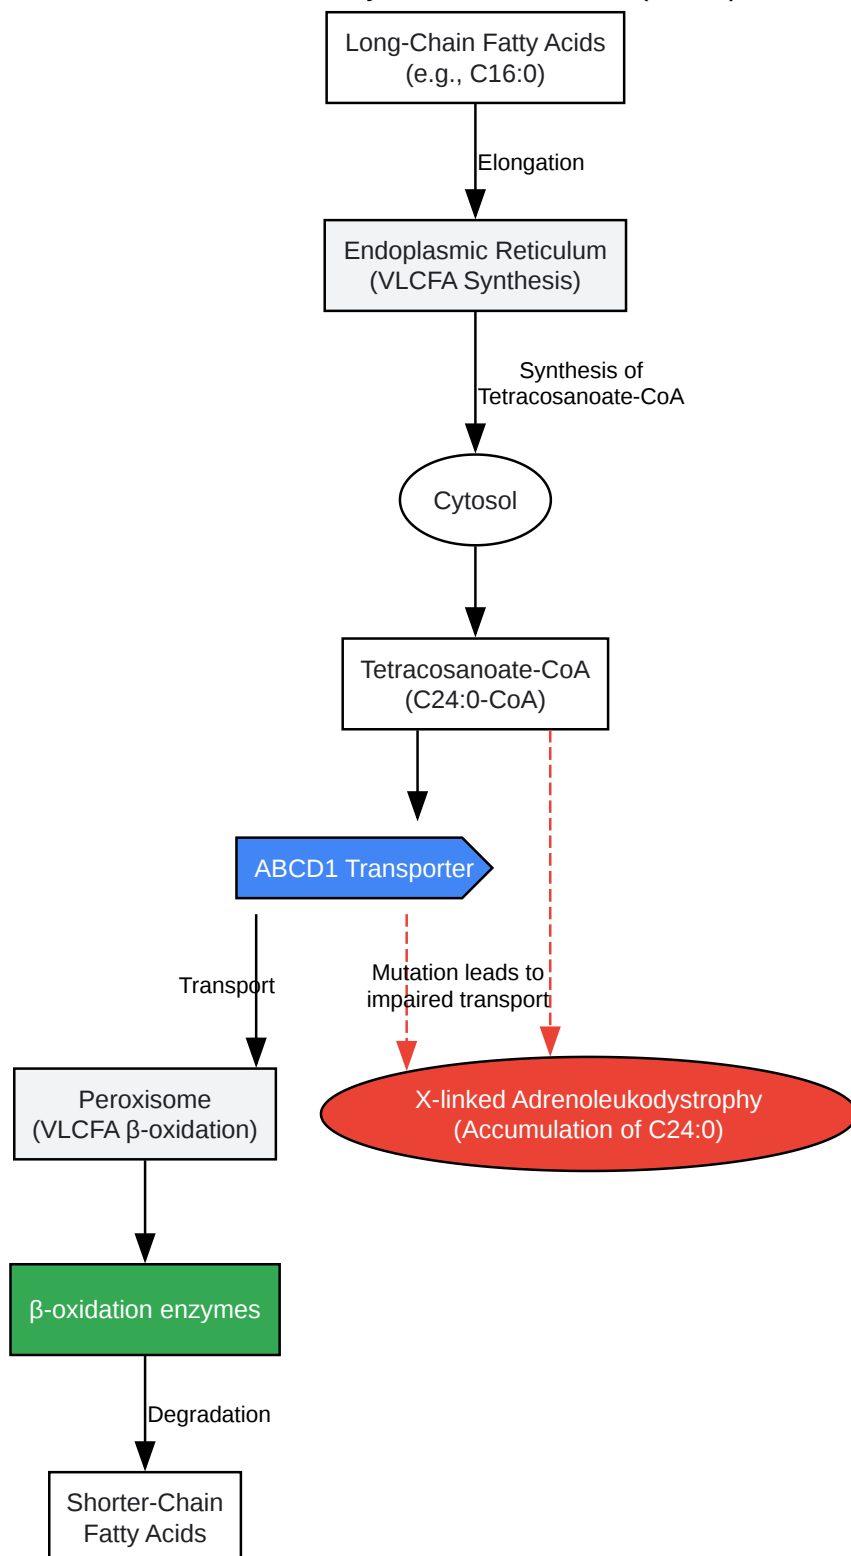 Long-Chain Fatty Acids
(e.g., C16:0)
Elongation
Endoplasmic Reticulum
(VLCFA Synthesis)
Synthesis of
Tetracosanoate-CoA
Cytosol
Tetracosanoate-CoA
(C24:0-CoA)
ABCD1 Transporter
Transport
Mutation leads to
impaired transport
Peroxisome
(VLCFA β-oxidation)
X-linked Adrenoleukodystrophy
(Accumulation of C24:0)
β-oxidation enzymes
Degradation
Shorter-Chain
Fatty Acids